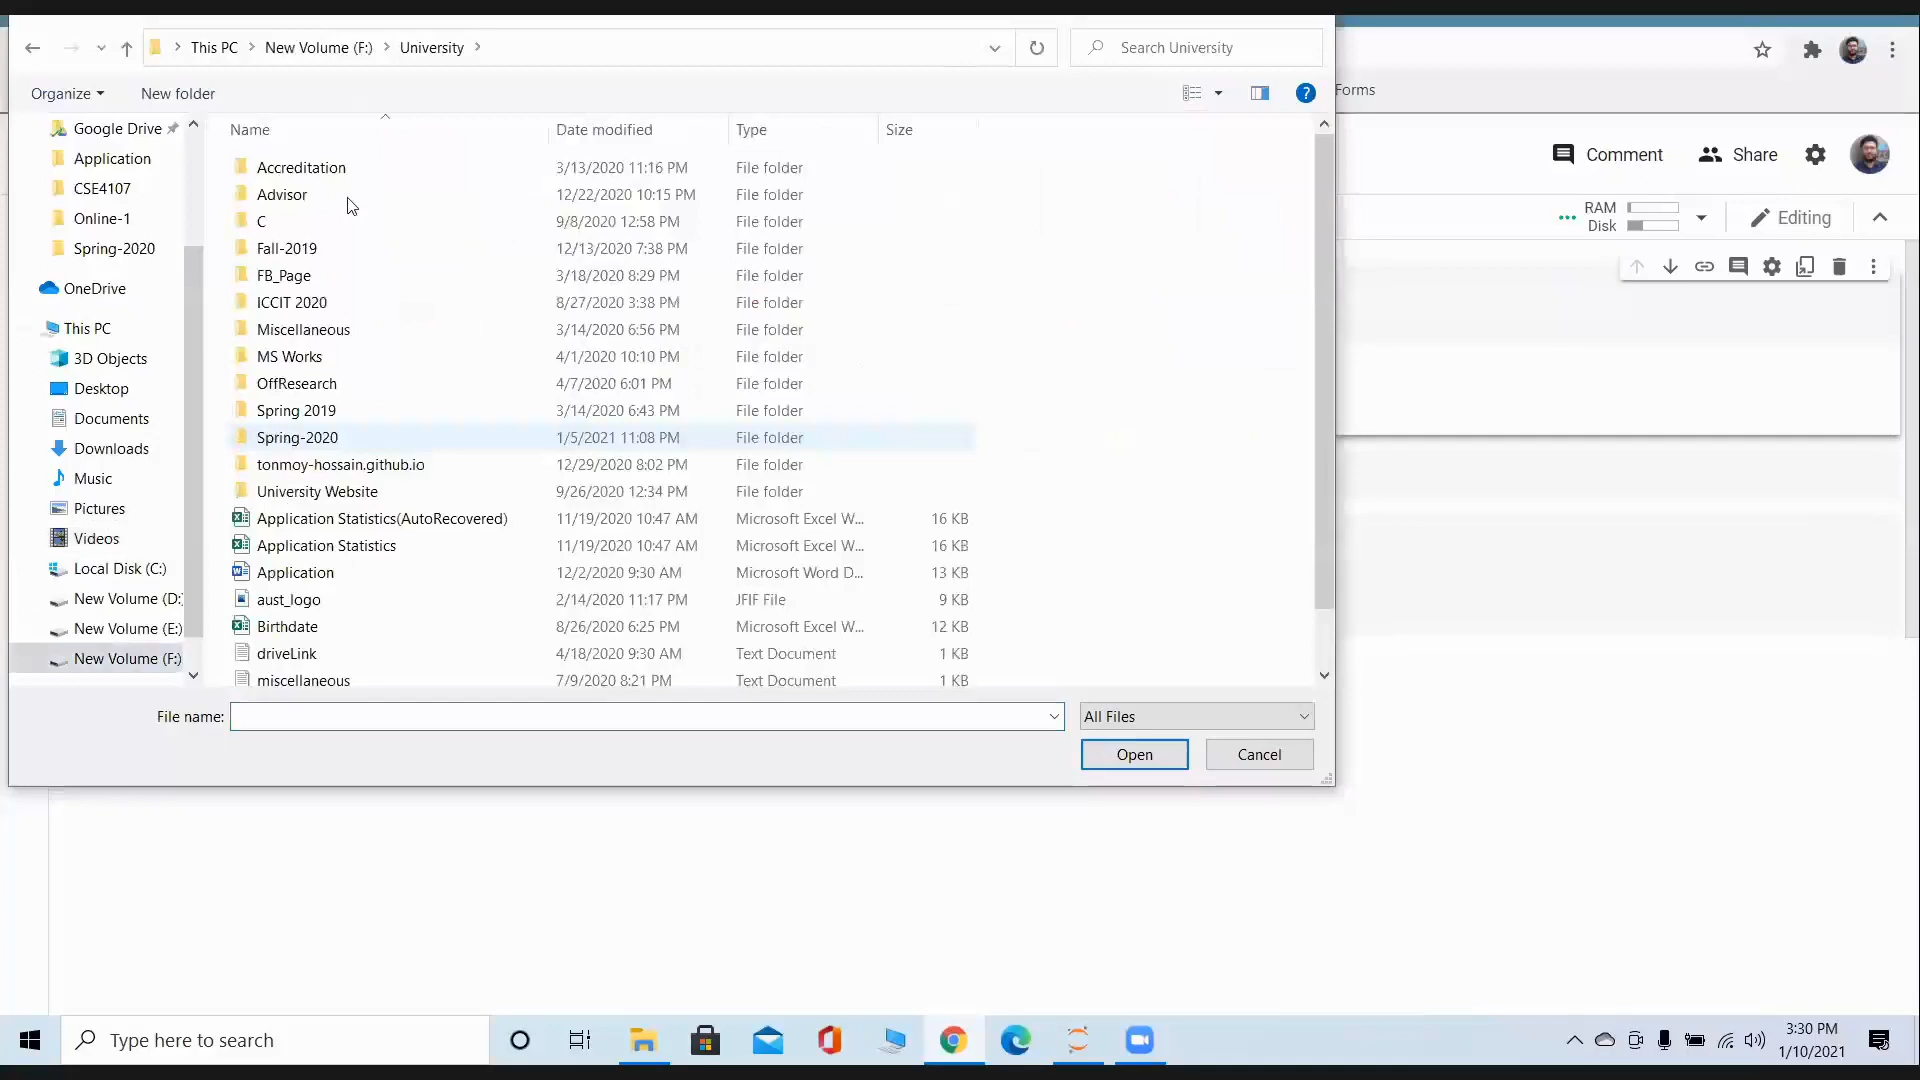 This PC > New Volume (F:) > University >
Search University
Organize
New folder
Forms
Google Drive
Application
CSE4107
Online-1
Spring-2020
OneDrive
This PC
3D Objects
Desktop
Documents
Downloads
Music
Pictures
Videos
Local Disk (C:)
New Volume (D:)
New Volume (E:)
New Volume (F:)
Name Date modified Type Size
Accreditation 3/13/2020 11:16 PM File folder
Advisor 12/22/2020 10:15 PM File folder
C 9/8/2020 12:58 PM File folder
Fall-2019 12/13/2020 7:38 PM File folder
FB_Page 3/18/2020 8:29 PM File folder
ICCIT 2020 8/27/2020 3:38 PM File folder
Miscellaneous 3/14/2020 6:56 PM File folder
MS Works 4/1/2020 10:10 PM File folder
OffResearch 4/7/2020 6:01 PM File folder
Spring 2019 3/14/2020 6:43 PM File folder
Spring-2020 1/5/2021 11:08 PM File folder
tonmoy-hossain.github.io 12/29/2020 8:02 PM File folder
University Website 9/26/2020 12:34 PM File folder
Application Statistics(AutoRecovered) 11/19/2020 10:47 AM Microsoft Excel W... 16 KB
Application Statistics 11/19/2020 10:47 AM Microsoft Excel W... 16 KB
Application 12/2/2020 9:30 AM Microsoft Word D... 13 KB
aust_logo 2/14/2020 11:17 PM JFIF File 9 KB
Birthdate 8/26/2020 6:25 PM Microsoft Excel W... 12 KB
driveLink 4/18/2020 9:30 AM Text Document 1 KB
miscellaneous 7/9/2020 8:21 PM Text Document 1 KB
File name:
All Files
Open
Cancel
Comment
Share
RAM
Disk
Editing
Type here to search
3:30 PM
1/10/2021